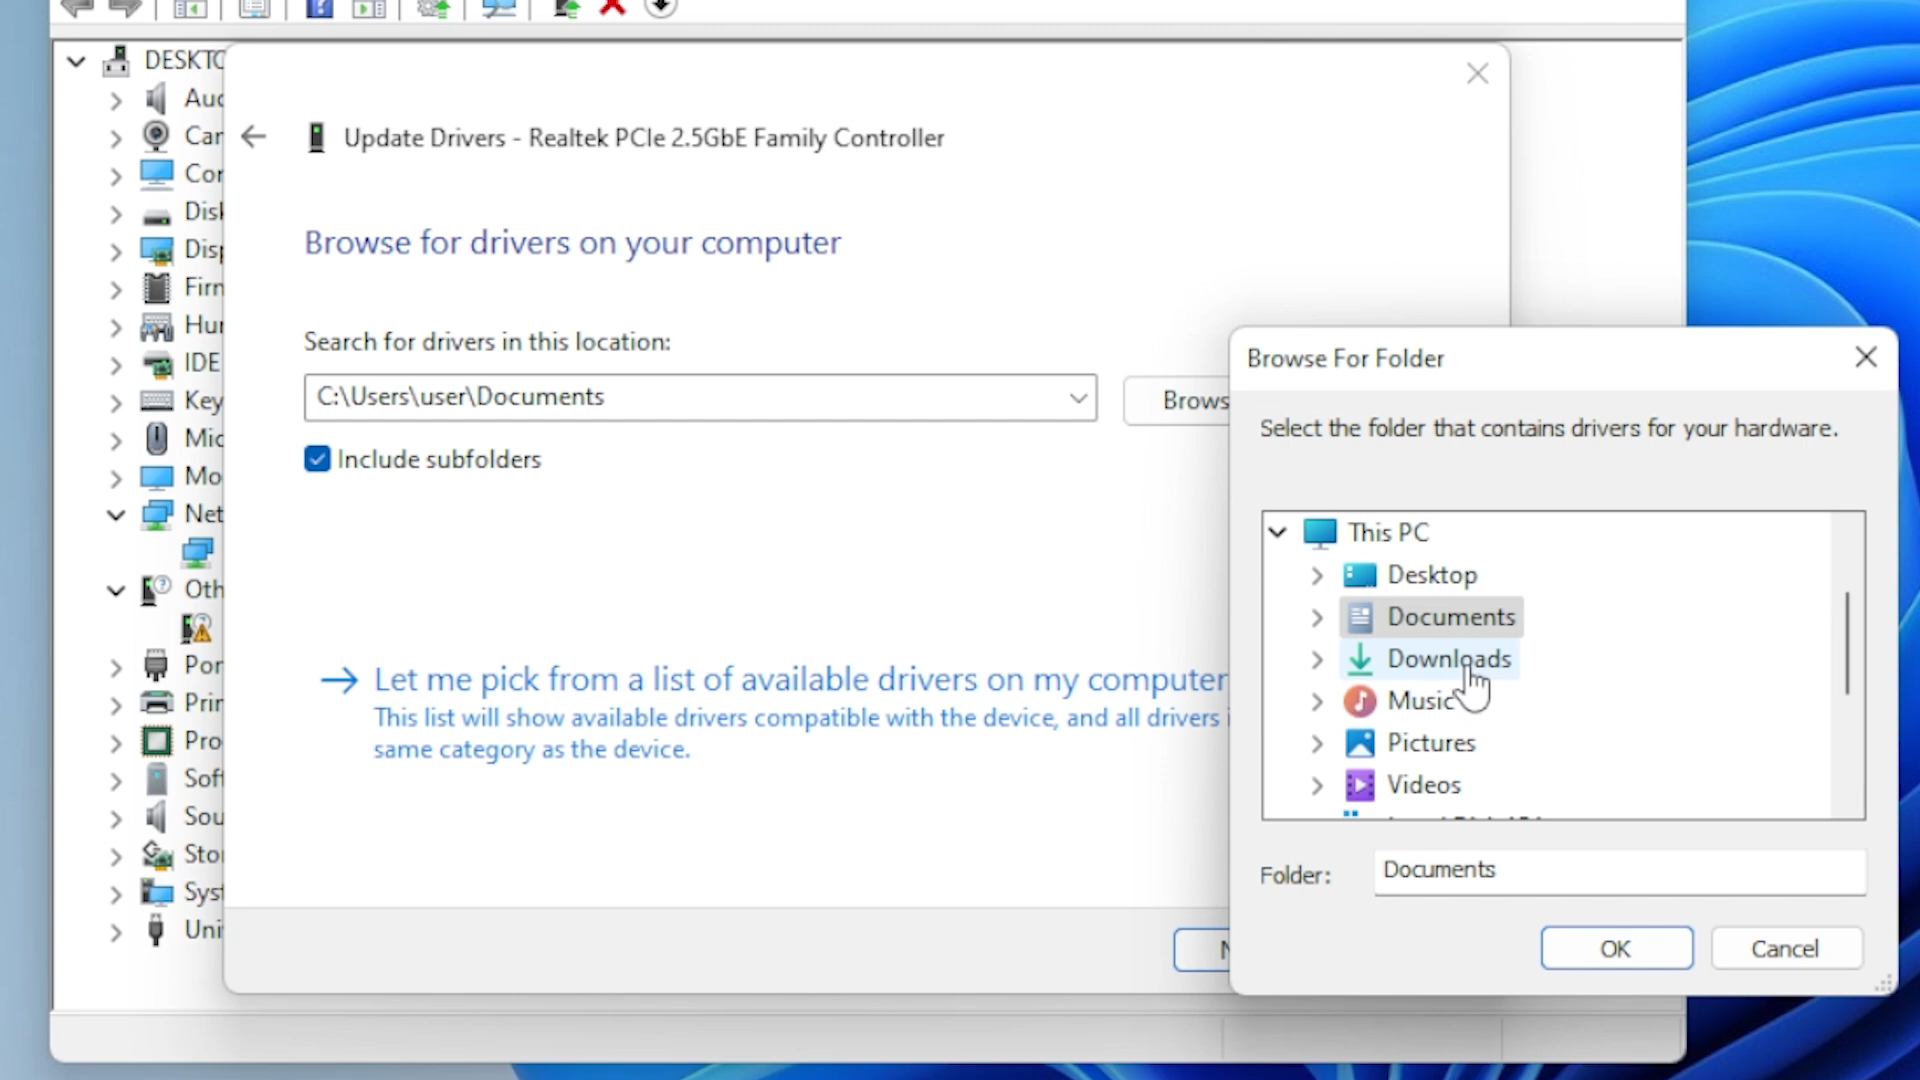 DESKTO
Update Drivers - Realtek PCIe 2.5GbE Family Controller
Browse for drivers on your computer
Search for drivers in this location:
C:\Users\user\Documents
Brows
Include subfolders
Let me pick from a list of available drivers on my computer
This list will show available drivers compatible with the device, and all drivers i
same category as the device.
N
Auc
Car
Cor
Disk
Disp
Firn
Hur
IDE
Key
Mic
Mo
Net
Oth
Por
Prin
Pro
Soft
Sou
Stor
Syst
Uni
Browse For Folder
Select the folder that contains drivers for your hardware.
This PC
Desktop
Documents
Downloads
Music
Pictures
Videos
Folder:
Documents
OK
Cancel